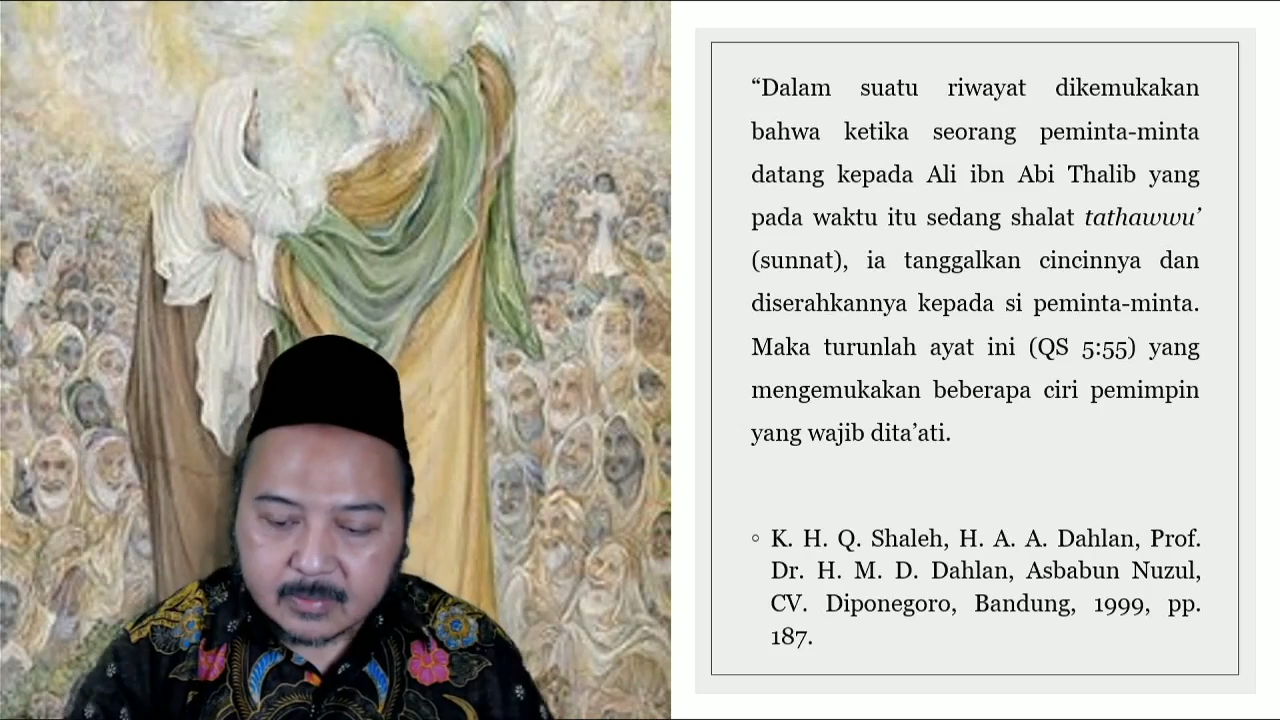 “Dalam suatu riwayat dikemukakan
bahwa ketika seorang peminta-minta
datang kepada Ali ibn Abi Thalib yang
pada waktu itu sedang shalat tathawwu’
(sunnat), ia tanggalkan cincinnya dan
diserahkannya kepada si peminta-minta.
Maka turunlah ayat ini (QS 5:55) yang
mengemukakan beberapa ciri pemimpin
yang wajib dita’ati.
◦ K. H. Q. Shaleh, H. A. A. Dahlan, Prof.
Dr. H. M. D. Dahlan, Asbabun Nuzul,
CV. Diponegoro, Bandung, 1999, pp.
187.